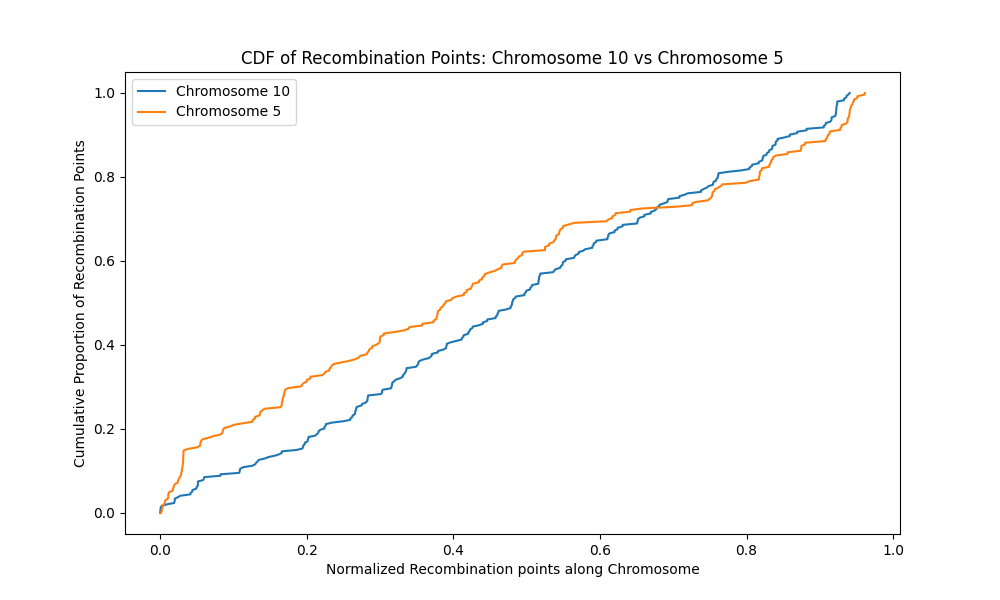 CDF of Recombination Points: Chromosome 10 vs Chromosome 5
Chromosome 10
Chromosome 5
Cumulative Proportion of Recombination Points
1.0
0.8
0.6
0.4
0.2
0.0
0.0 0.2 0.4 0.6 0.8 1.0
Normalized Recombination points along Chromosome